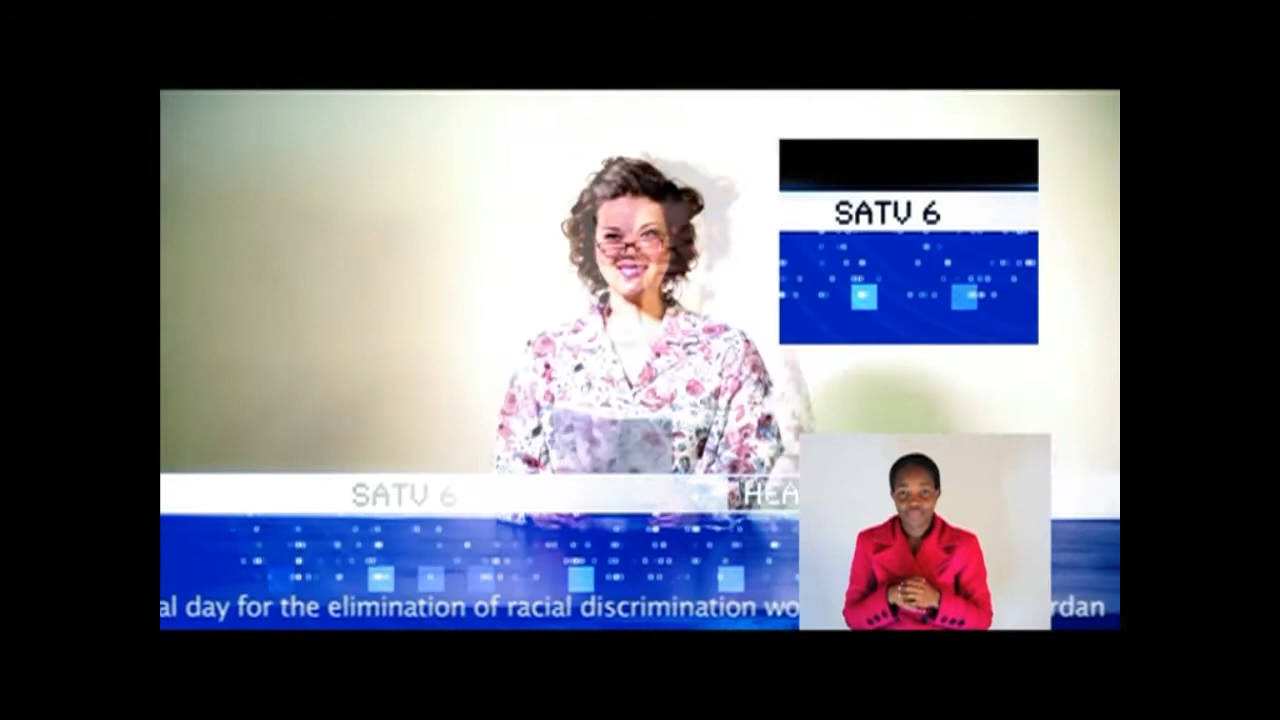 SATV 6
SATV 6
HEA
al day for the elimination of racial discrimination wo
rdan